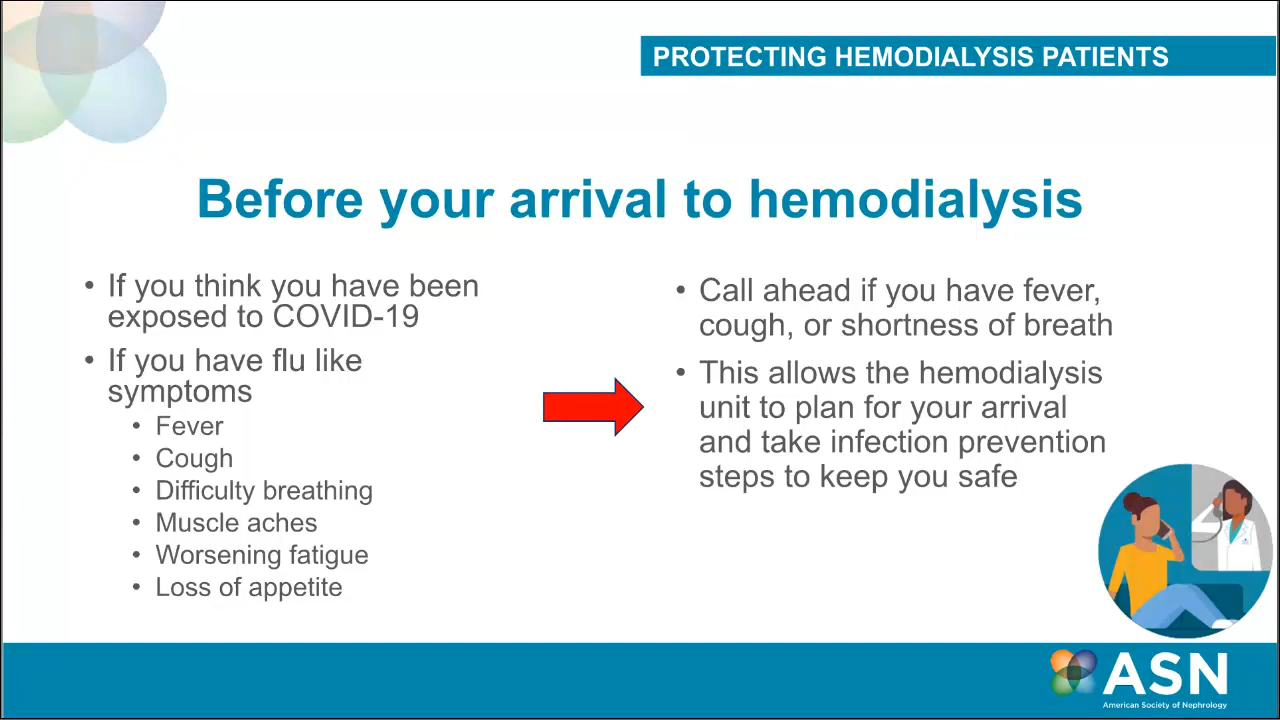 PROTECTING HEMODIALYSIS PATIENTS
Before your arrival to hemodialysis
• If you think you have been
exposed to COVID-19
• If you have flu like
symptoms
• Fever
• Cough
• Difficulty breathing
• Muscle aches
• Worsening fatigue
• Loss of appetite
• Call ahead if you have fever,
cough, or shortness of breath
• This allows the hemodialysis
unit to plan for your arrival
and take infection prevention
steps to keep you safe
ASN
American Society of Nephrology